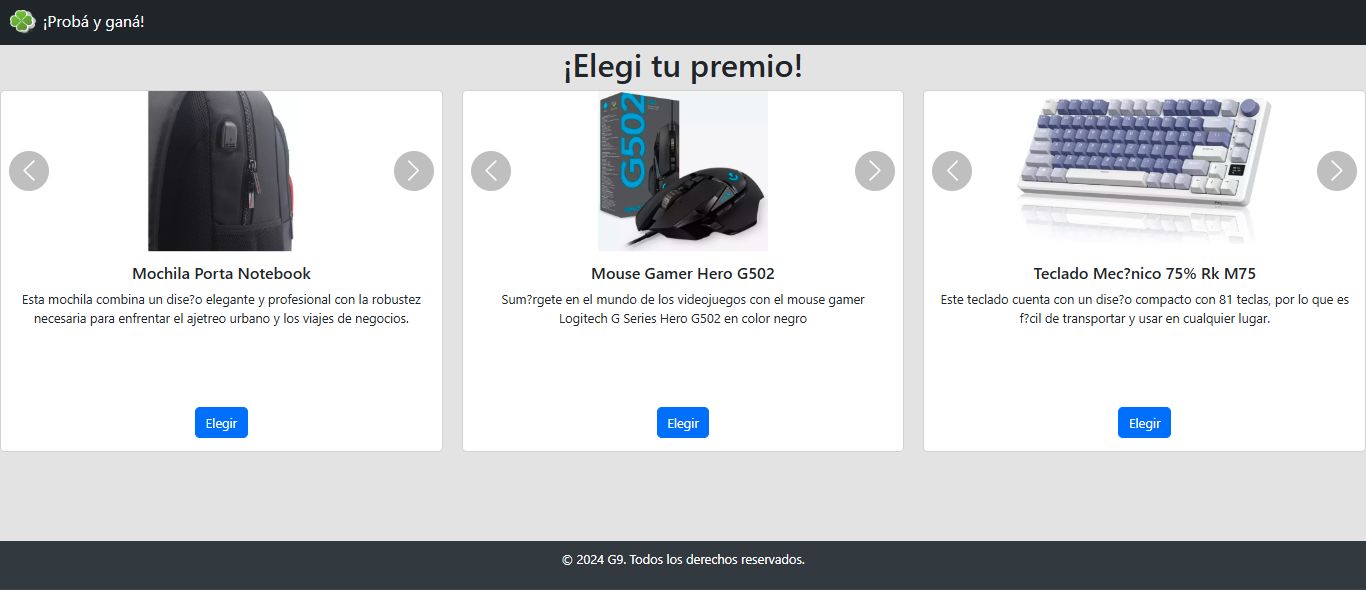 ¡Probá y ganá!
¡Elegi tu premio!
G502
Mochila Porta Notebook
Esta mochila combina un dise?o elegante y profesional con la robustez
necesaria para enfrentar el ajetreo urbano y los viajes de negocios.
Elegir
Mouse Gamer Hero G502
Sum?rgete en el mundo de los videojuegos con el mouse gamer
Logitech G Series Hero G502 en color negro
Elegir
Teclado Mec?nico 75% Rk M75
Este teclado cuenta con un dise?o compacto con 81 teclas, por lo que es
f?cil de transportar y usar en cualquier lugar.
Elegir
© 2024 G9. Todos los derechos reservados.